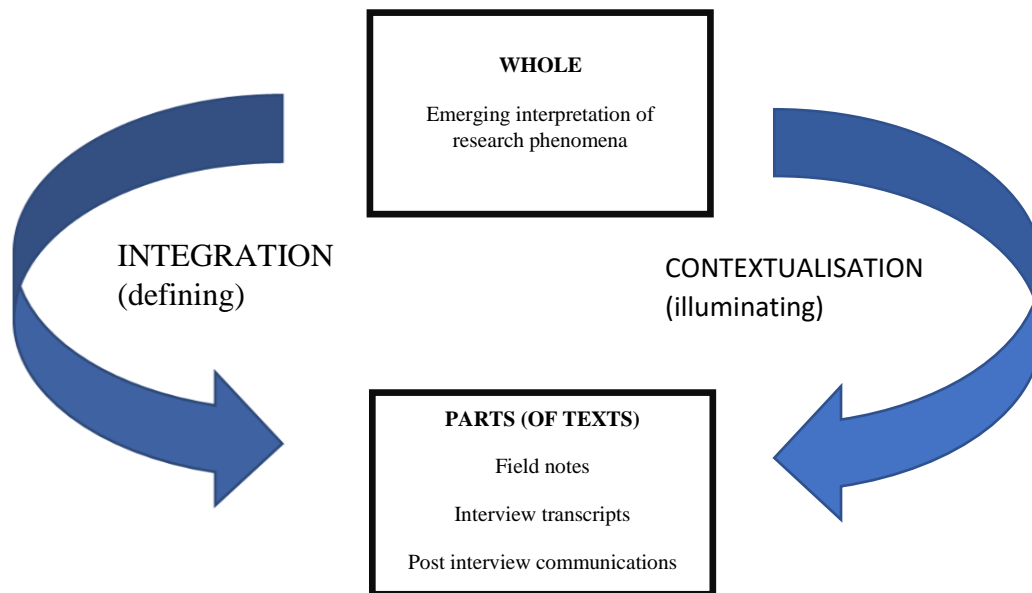 WHOLE
Emerging interpretation of
research phenomena
INTEGRATION
(defining)
CONTEXTUALISATION
(illuminating)
PARTS (OF TEXTS)
Field notes
Interview transcripts
Post interview communications